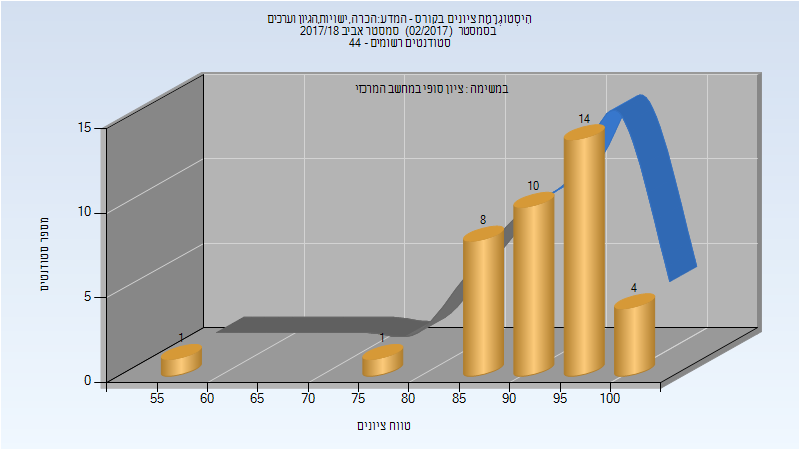 היסטוגרמת ציונים בקורס - המדע:הכרה,ישויות,הגיון וערכים
בסמסטר (02/2017) סמסטר אביב 2017/18
סטודנטים רשומים - 44
במשימה : ציון סופי במחשב המרכזי
מספר סטודנטים
15
10
5
0
1
1
8
10
14
4
55 60 65 70 75 80 85 90 95 100
טווח ציונים